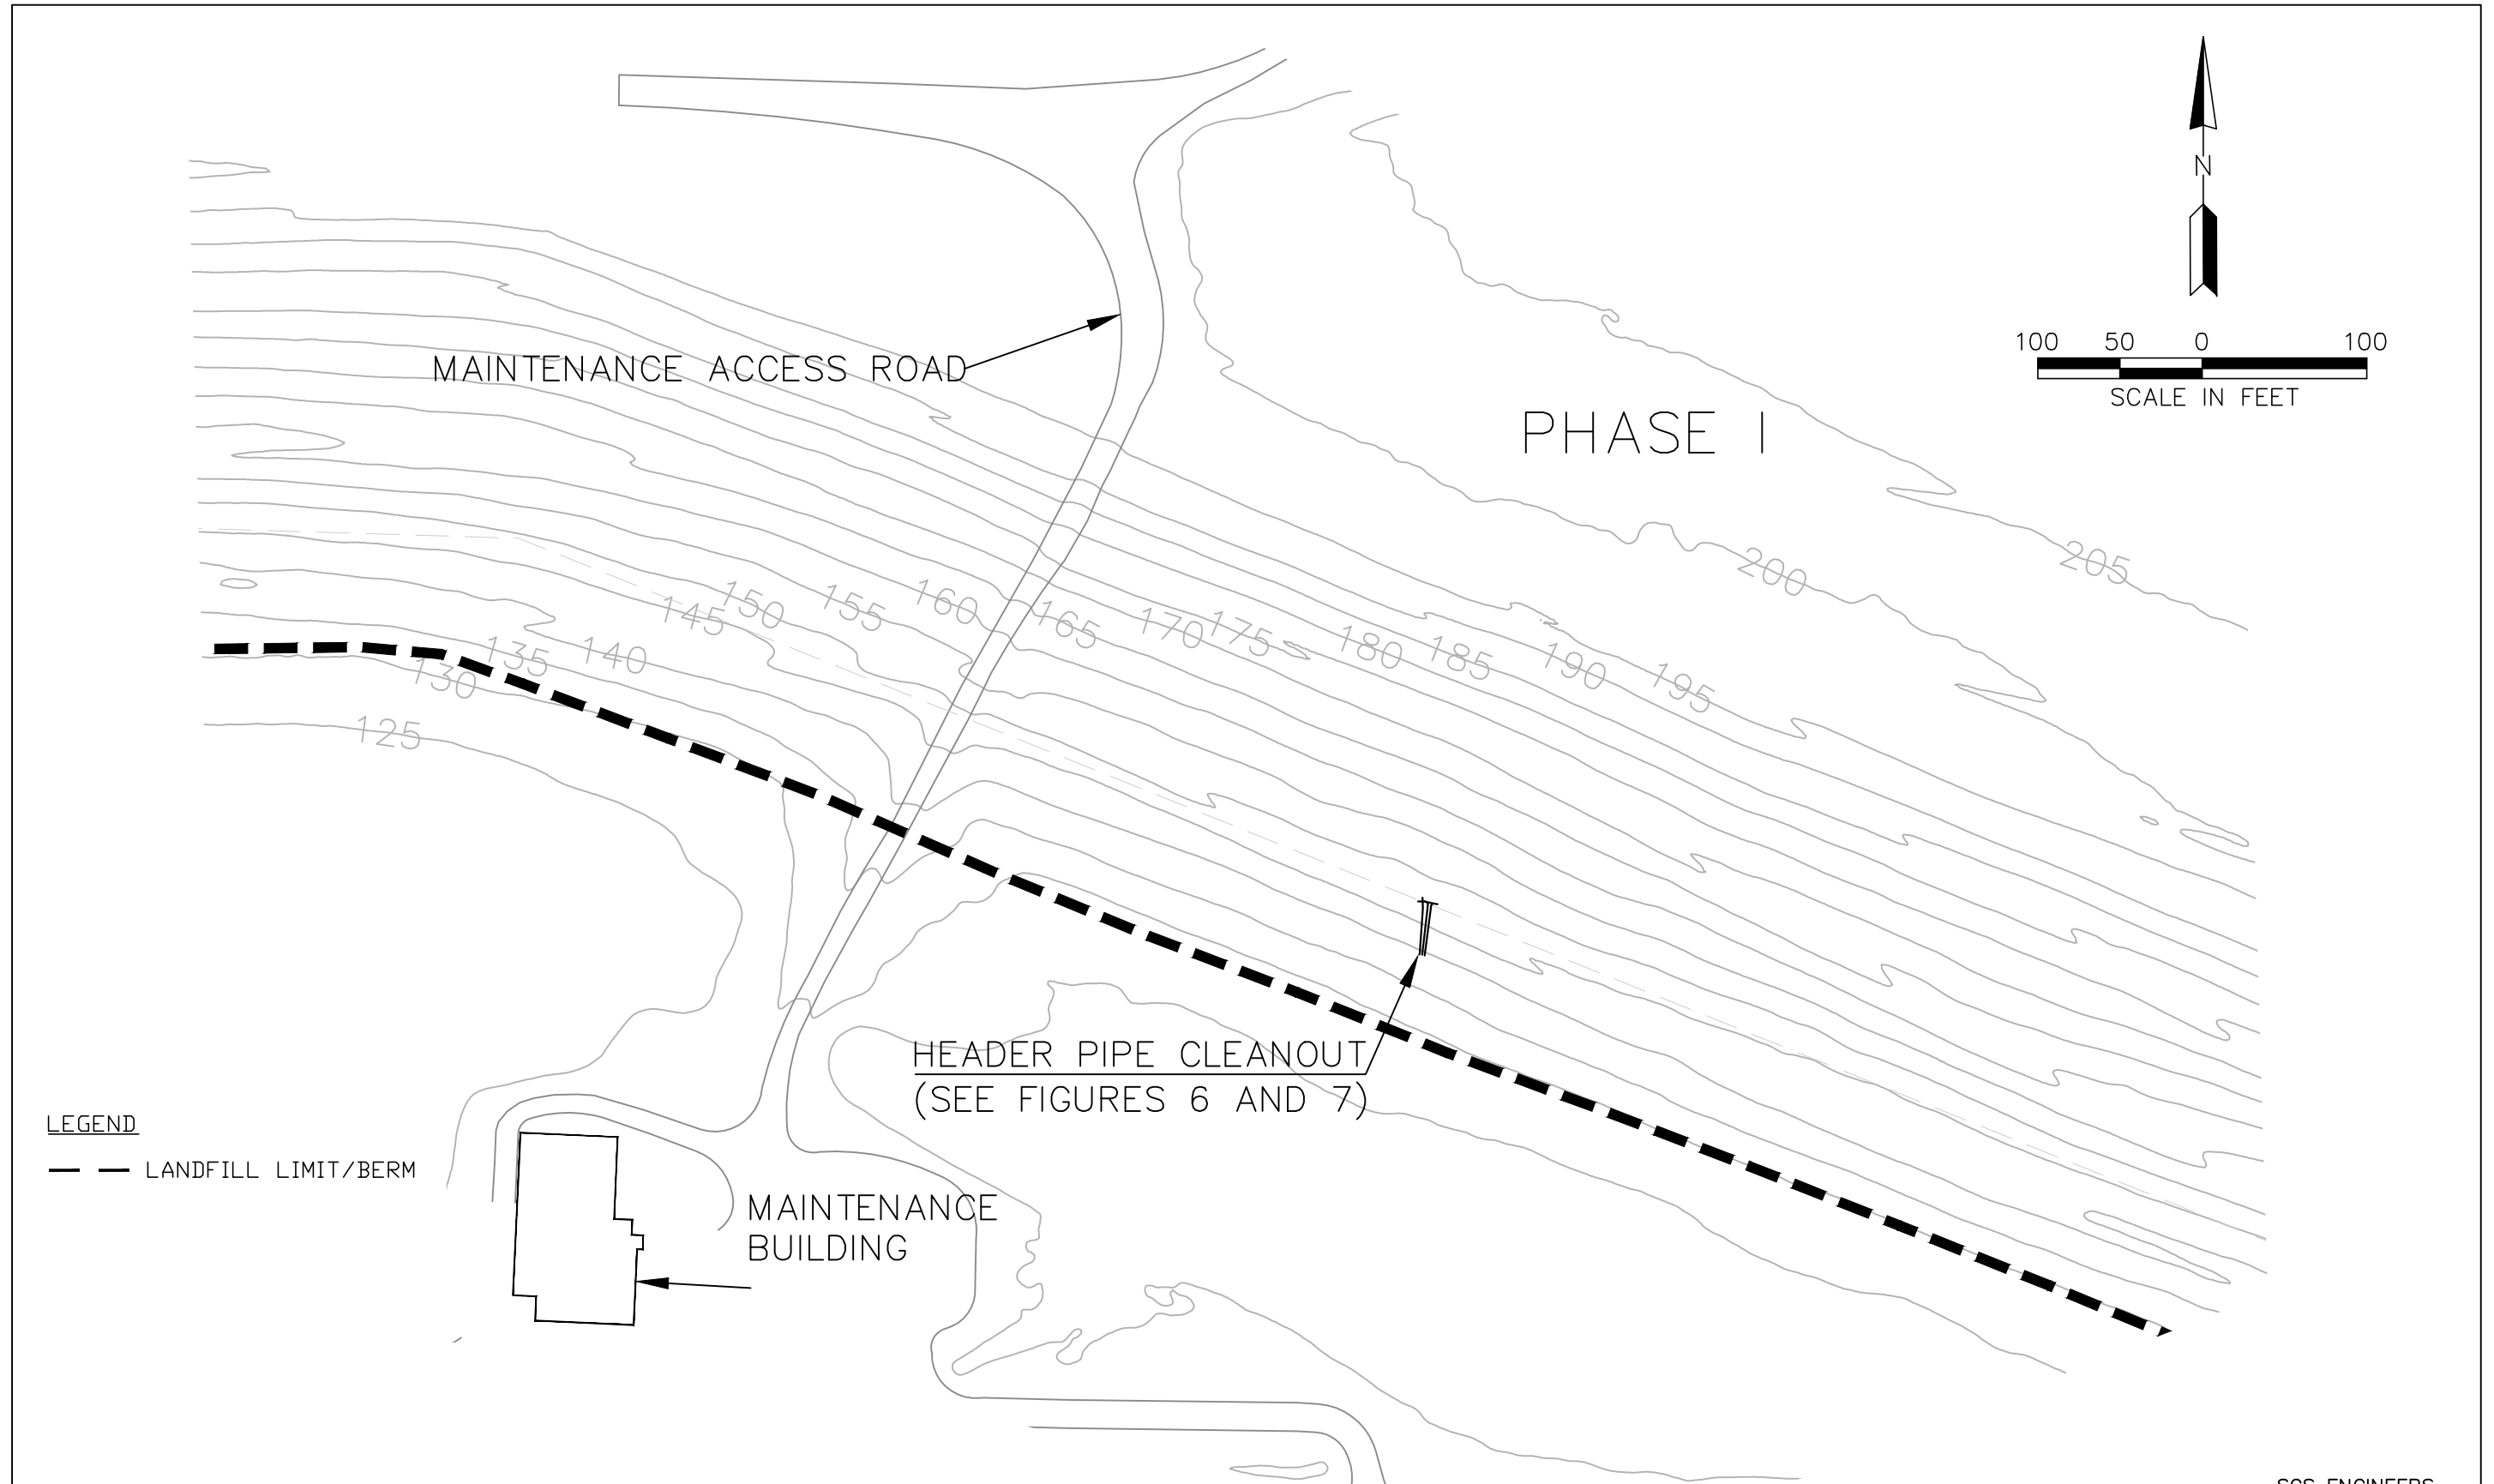 N
100 50 0 100
SCALE IN FEET
MAINTENANCE ACCESS ROAD
PHASE I
205
200
150
155
160
145
165
170
175
180
185
190
195
135
140
130
125
HEADER PIPE CLEANOUT
(SEE FIGURES 6 AND 7)
LEGEND
LANDFILL LIMIT/BERM
MAINTENANCE
BUILDING
SCS ENGINEERS